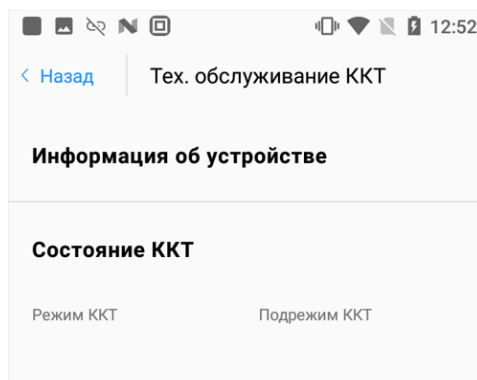 12:52
Назад
Тех. обслуживание ККТ
Информация об устройстве
Состояние ККТ
Режим ККТ
Подрежим ККТ